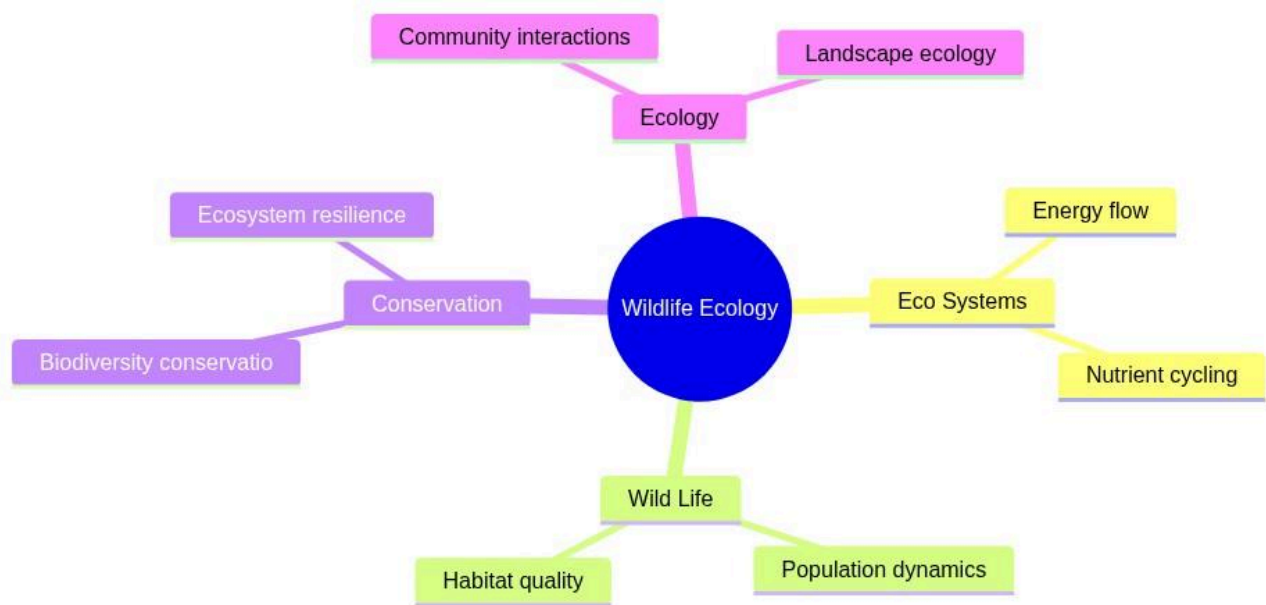 Community interactions
Landscape ecology
Ecology
Ecosystem resilience
Energy flow
Conservation
Wildlife Ecology
Eco Systems
Biodiversity conservatio
Nutrient cycling
Wild Life
Habitat quality
Population dynamics